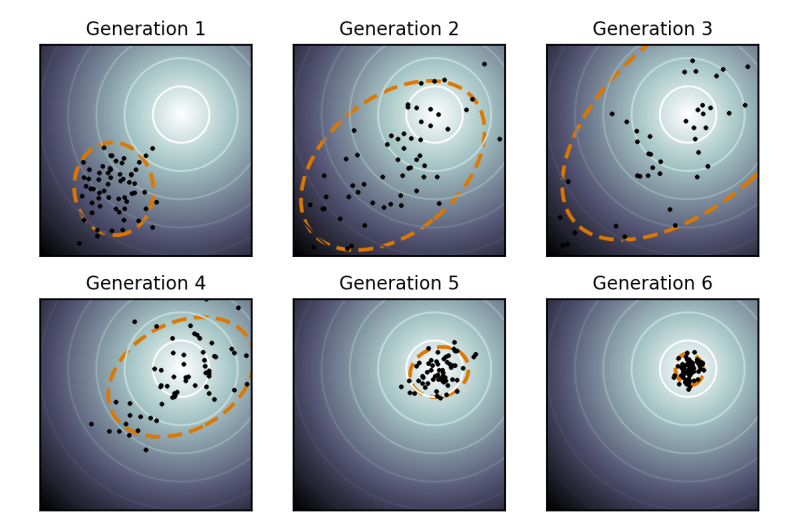 Generation 1
Generation 2
Generation 3
Generation 4
Generation 5
Generation 6